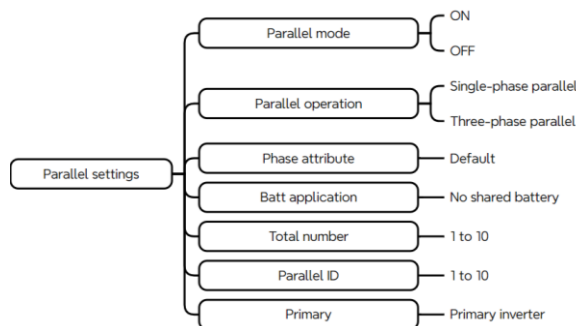 Parallel settings
Parallel mode
ON
OFF
Parallel operation
Single-phase parallel
Three-phase parallel
Phase attribute
Default
Batt application
No shared battery
Total number
1 to 10
Parallel ID
1 to 10
Primary
Primary inverter